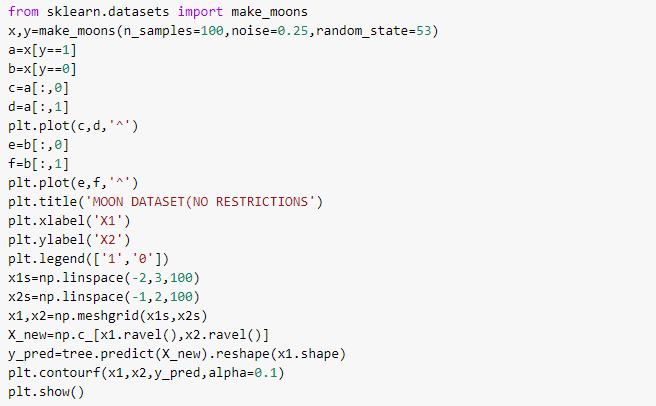 from sklearn.datasets import make_moons
x,y=make_moons(n_samples=100,noise=0.25,random_state=53)
a=x[y==1]
b=x[y==0]
c=a[:,0]
d=a[:,1]
plt.plot(c,d,'^')
e=b[:,0]
f=b[:,1]
plt.plot(e,f,'^')
plt.title('MOON DATASET(NO RESTRICTIONS')
plt.xlabel('X1')
plt.ylabel('X2')
plt.legend(['1','0'])
x1s=np.linspace(-2,3,100)
x2s=np.linspace(-1,2,100)
x1,x2=np.meshgrid(x1s,x2s)
X_new=np.c_[x1.ravel(),x2.ravel()]
y_pred=tree.predict(X_new).reshape(x1.shape)
plt.contourf(x1,x2,y_pred,alpha=0.1)
plt.show()